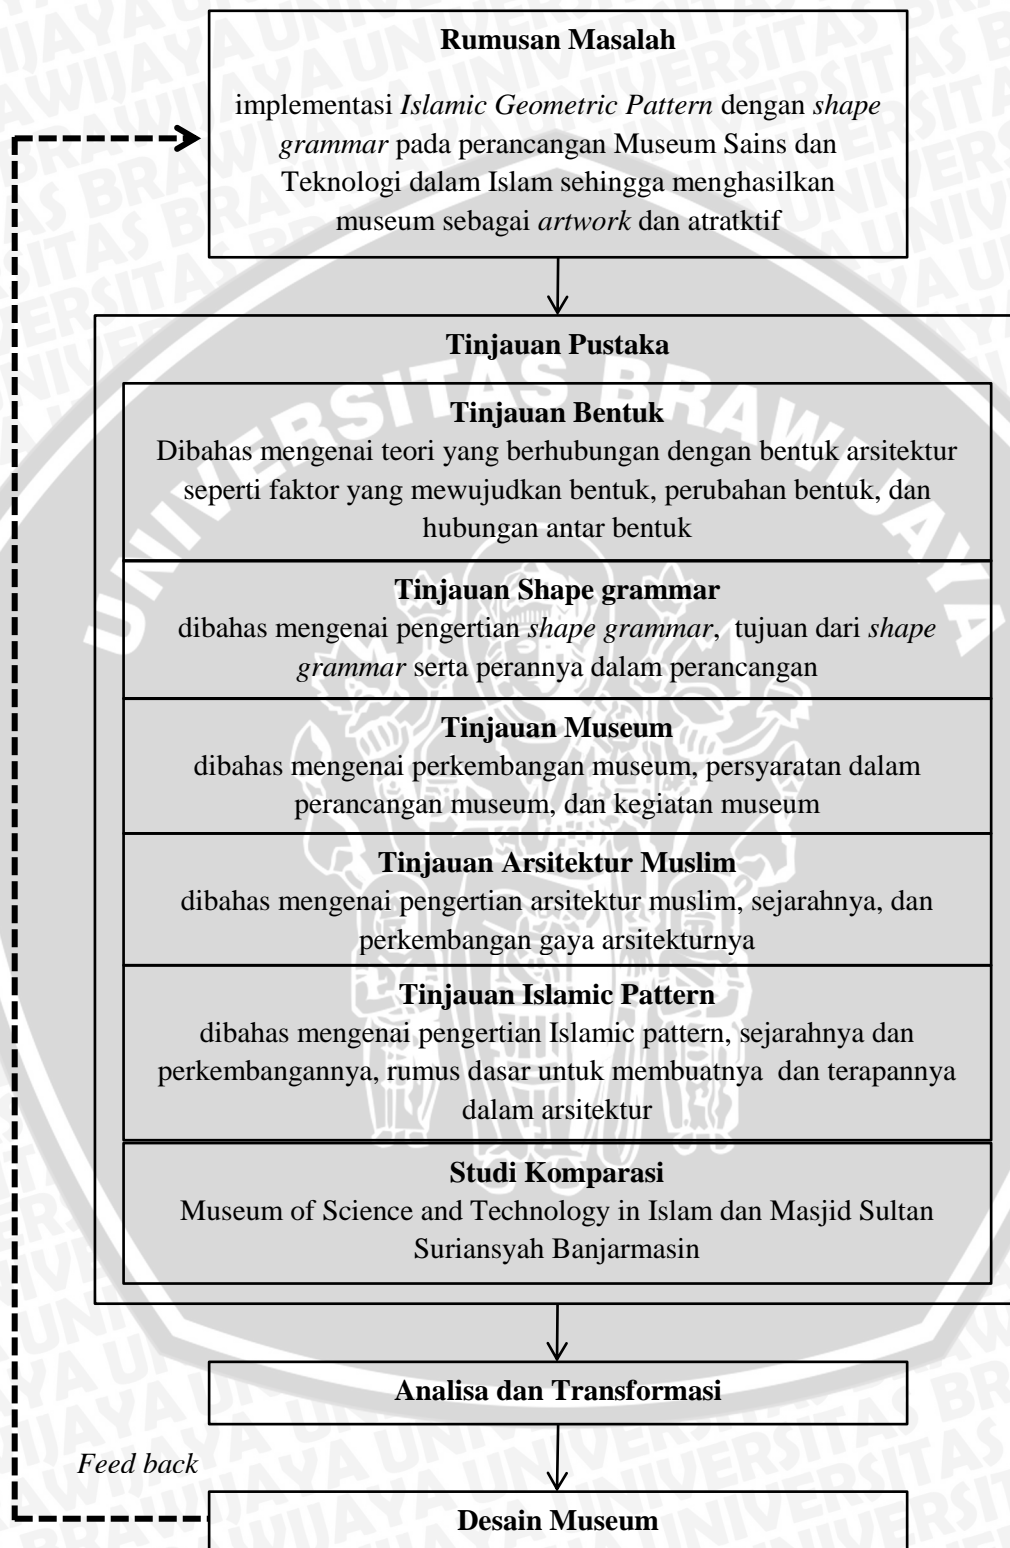 Rumusan Masalah
implementasi Islamic Geometric Pattern dengan shape
grammar pada perancangan Museum Sains dan
Teknologi dalam Islam sehingga menghasilkan
museum sebagai artwork dan atratktif
Tinjauan Pustaka
UNIVERSITAS BRAWIJAYA
Tinjauan Bentuk
Dibahas mengenai teori yang berhubungan dengan bentuk arsitektur
seperti faktor yang mewujudkan bentuk, perubahan bentuk, dan
hubungan antar bentuk
Tinjauan Shape grammar
dibahas mengenai pengertian shape grammar, tujuan dari shape
grammar serta perannya dalam perancangan
Tinjauan Museum
dibahas mengenai perkembangan museum, persyaratan dalam
perancangan museum, dan kegiatan museum
Tinjauan Arsitektur Muslim
dibahas mengenai pengertian arsitektur muslim, sejarahnya, dan
perkembangan gaya arsitekturnya
Tinjauan Islamic Pattern
dibahas mengenai pengertian Islamic pattern, sejarahnya dan
perkembangannya, rumus dasar untuk membuatnya dan terapannya
dalam arsitektur
Studi Komparasi
Museum of Science and Technology in Islam dan Masjid Sultan
Suriansyah Banjarmasin
Analisa dan Transformasi
Feed back
Desain Museum